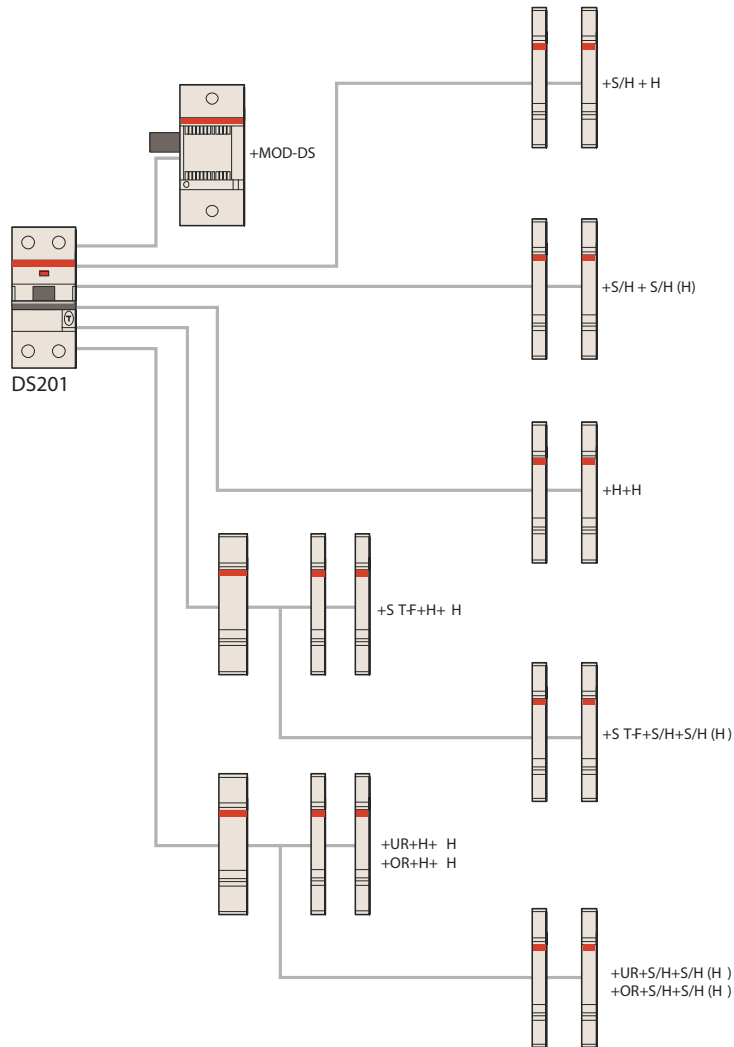 +S/H + H
+MOD-DS
T
DS201
+S/H + S/H (H)
+H+H
+S T-F+H+ H
+S T-F+S/H+S/H (H )
+UR+H+ H
+OR+H+ H
+UR+S/H+S/H (H )
+OR+S/H+S/H (H )